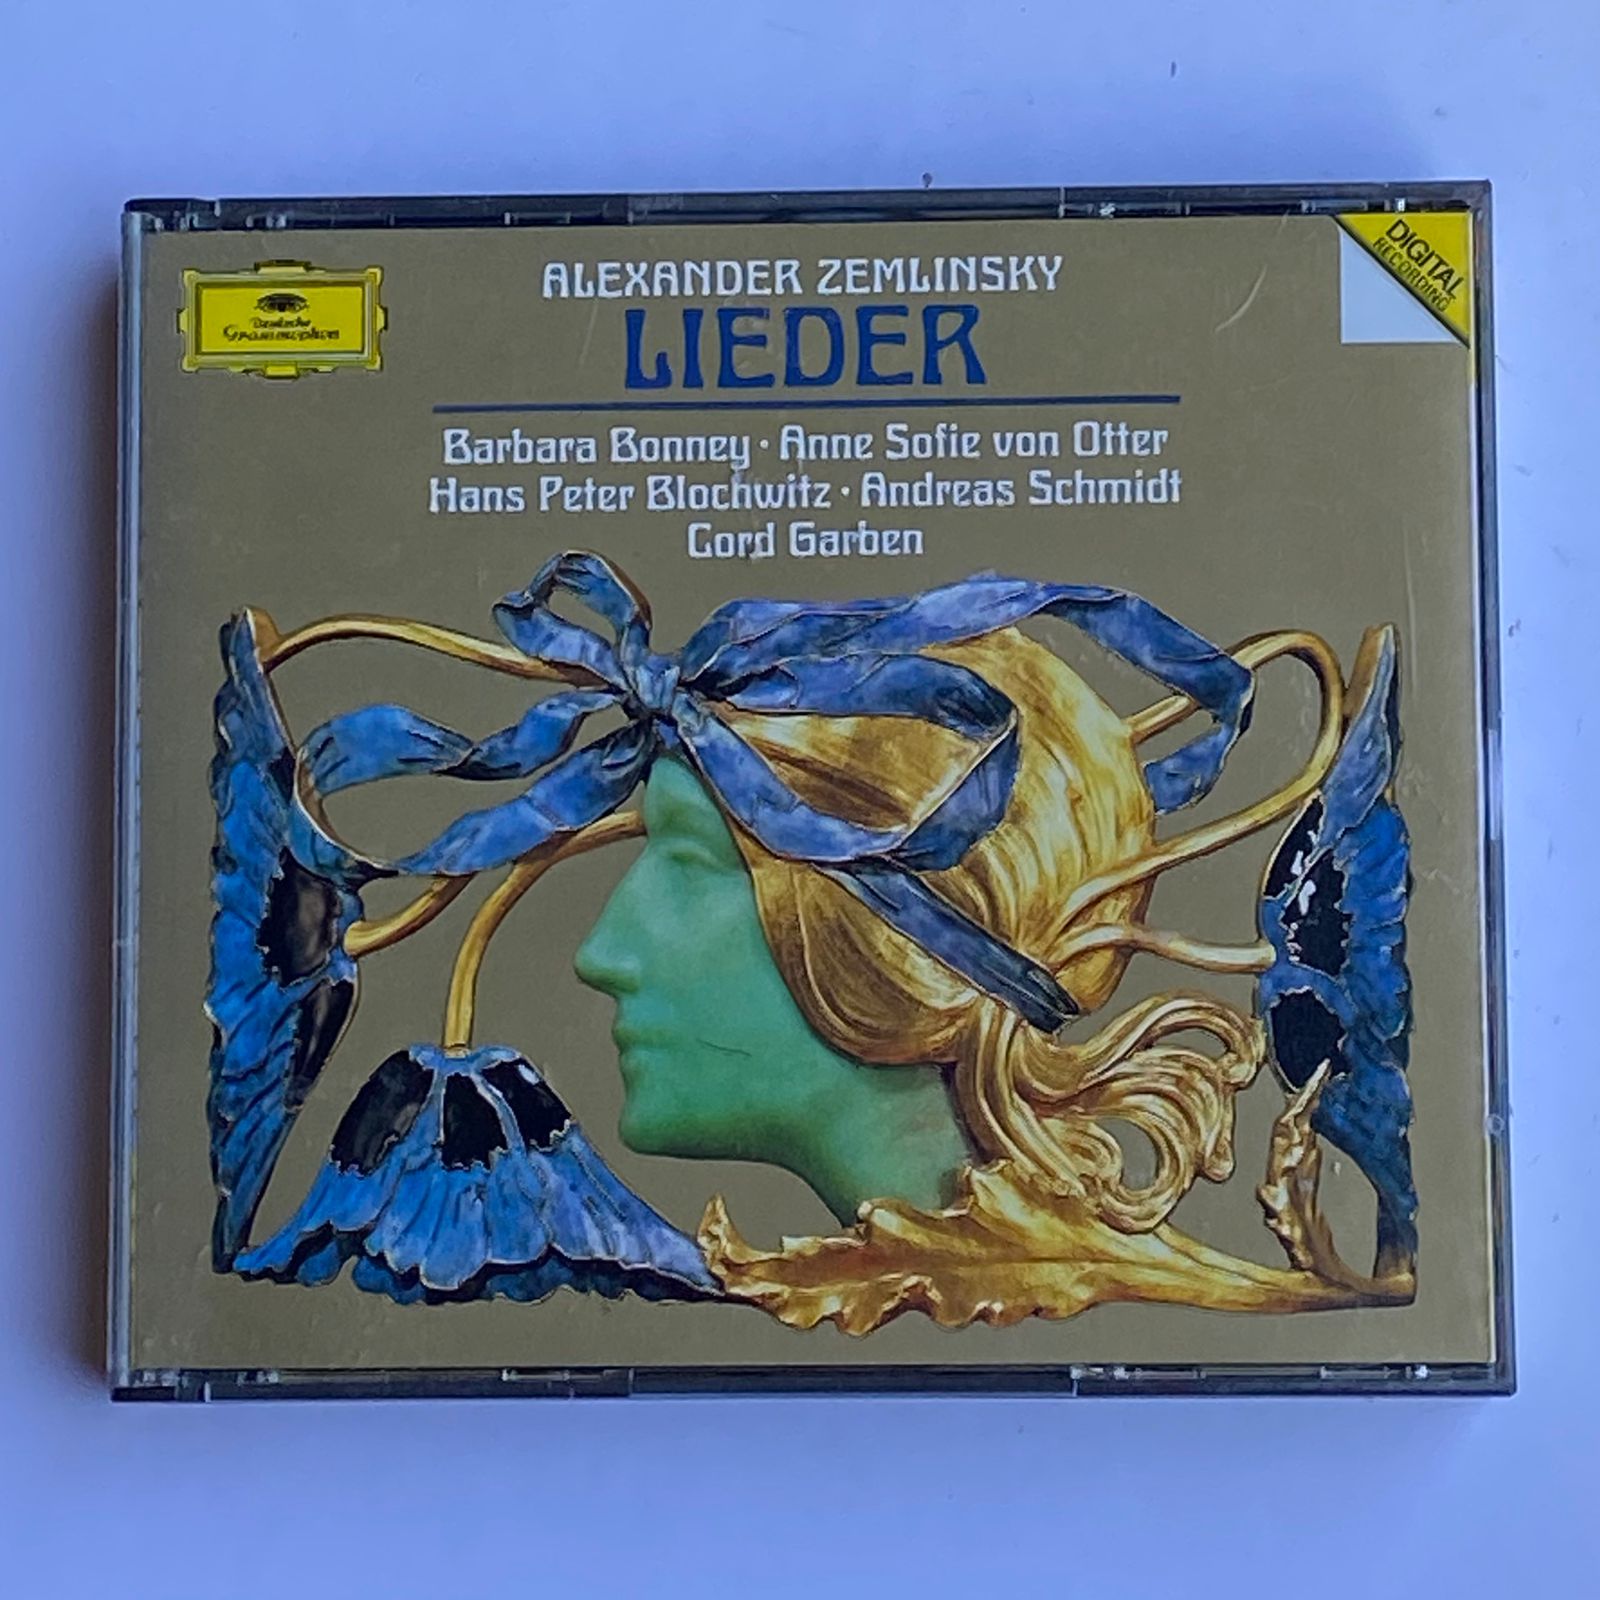 Deutsche
Grammophon
DIGITAL
RECORDING
ALEXANDER ZEMLINSKY
LIEDER
Barbara Bonney · Anne Sofie von Otter
Hans Peter Blochwitz · Andreas Schmidt
Cord Garben